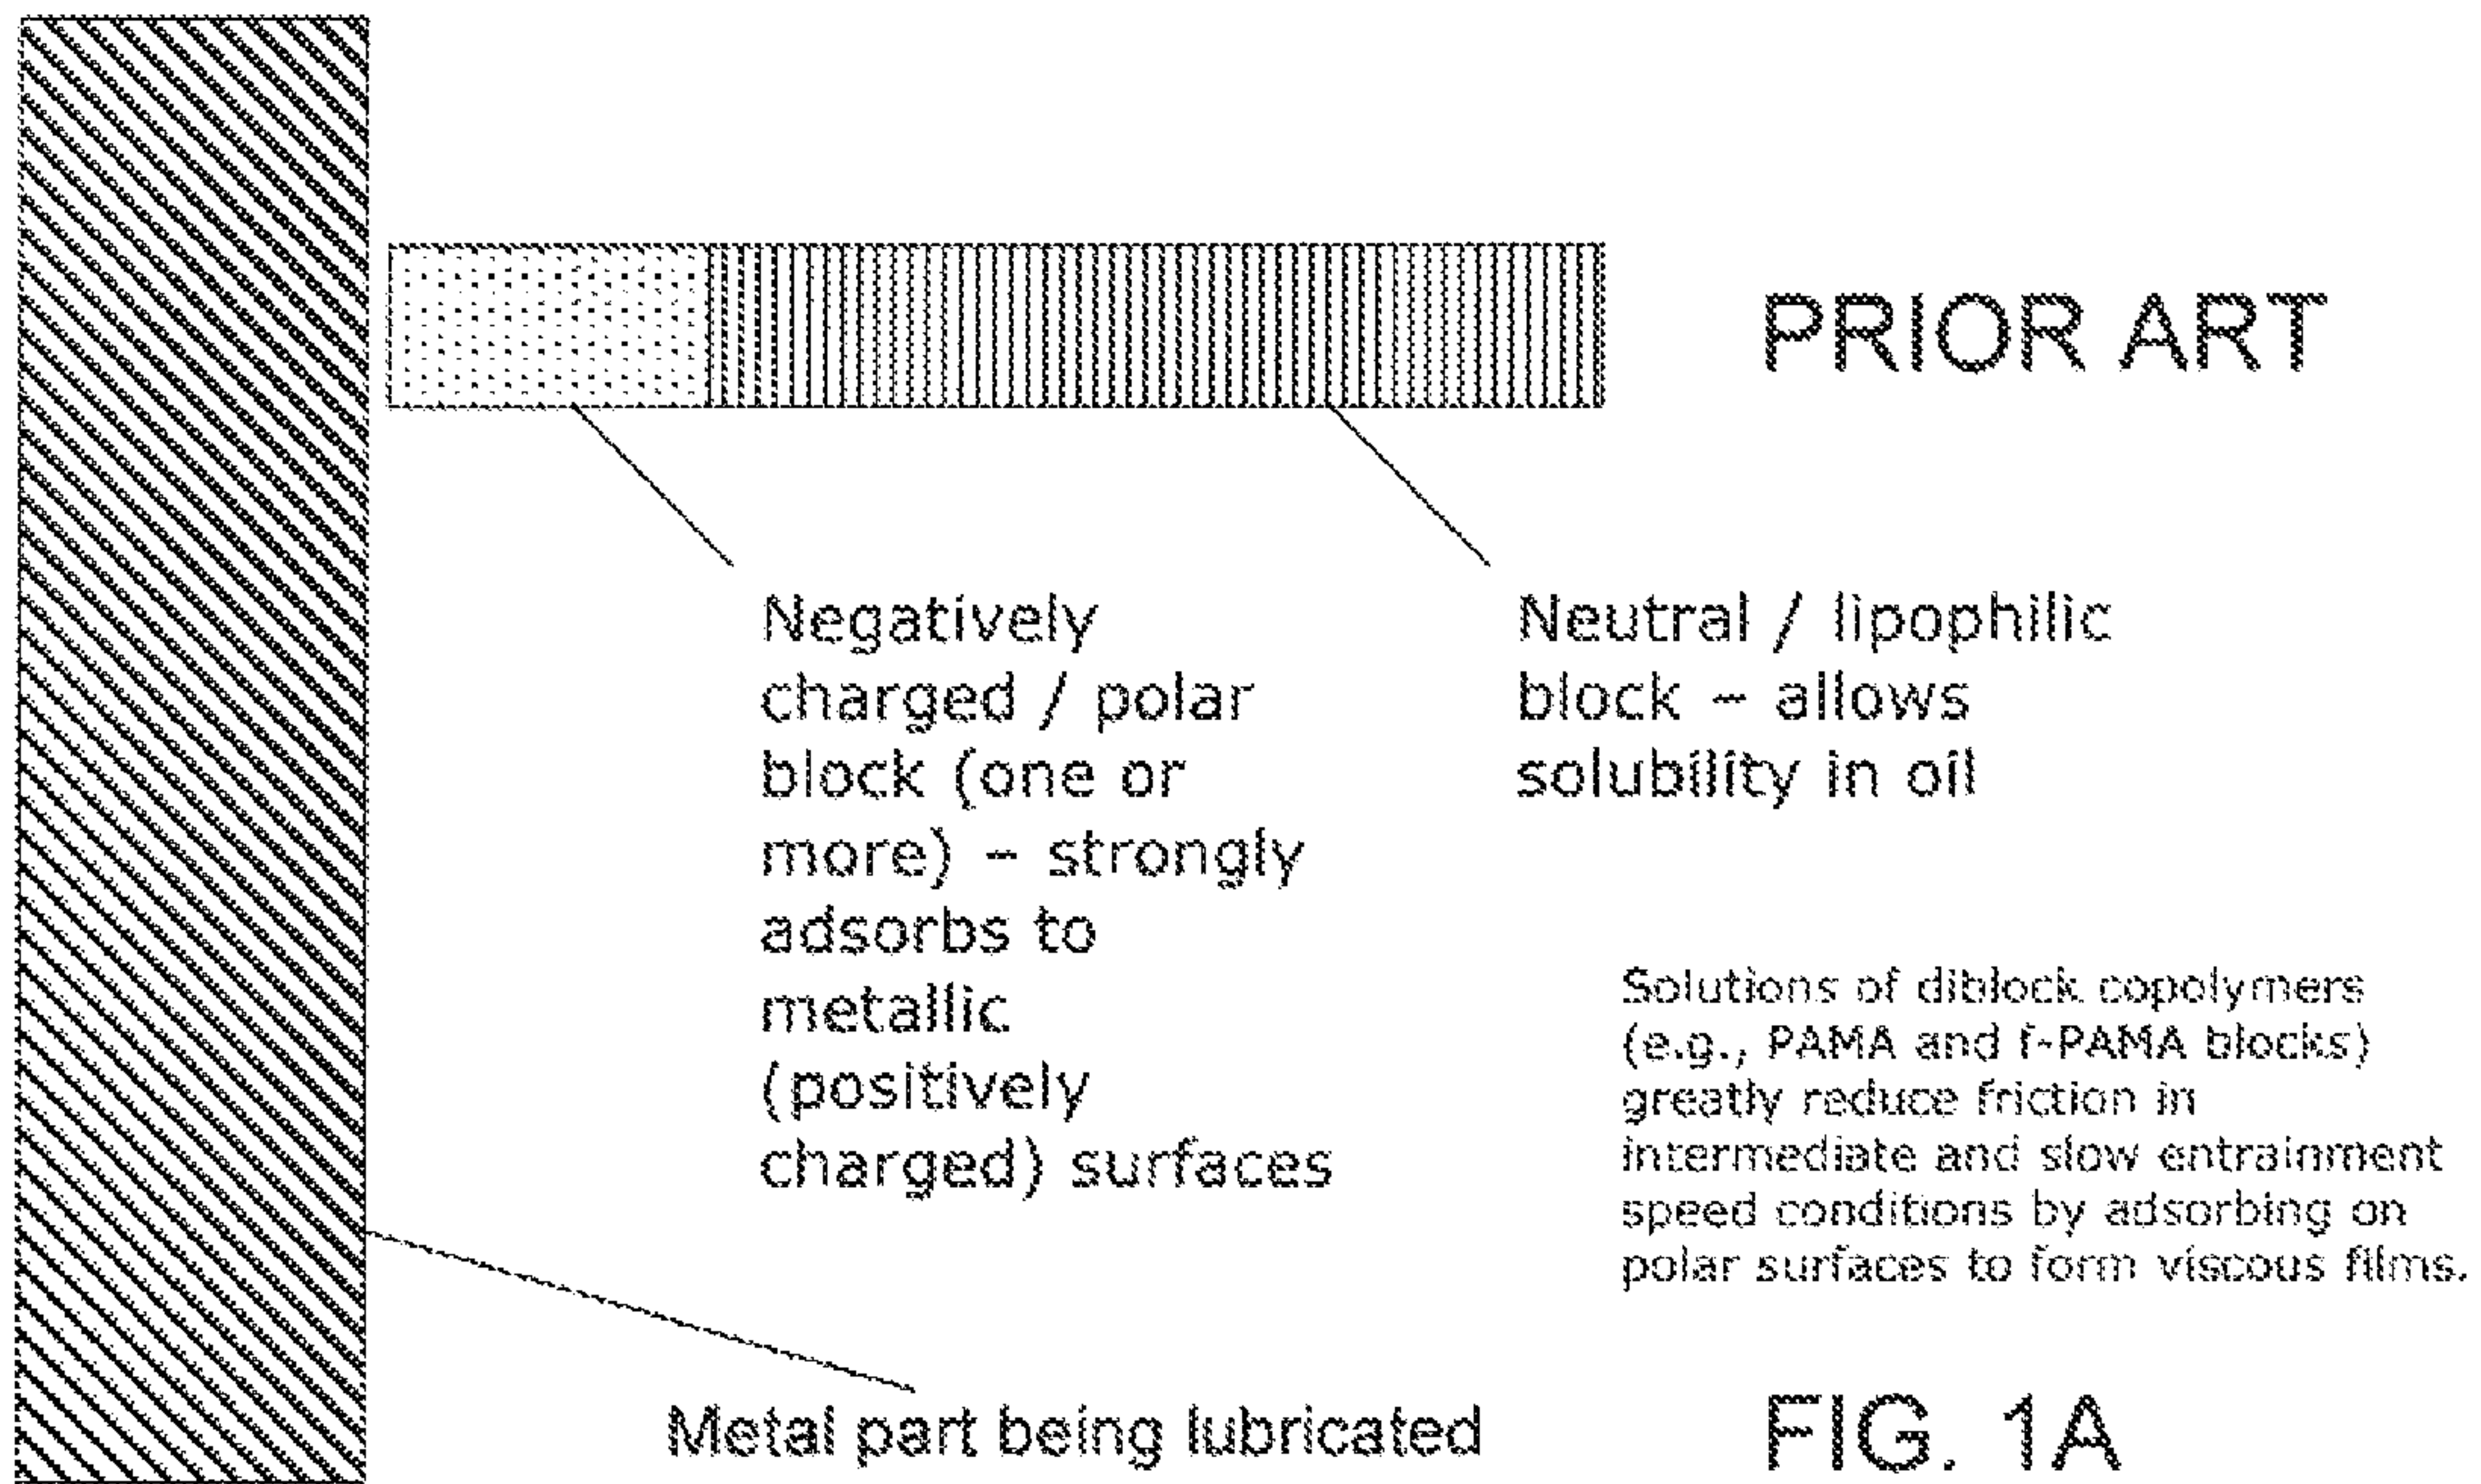 PRIOR ART
Negatively
charged / polar
block (one or
more) – strongly
adsorbs to
metallic
(positively
charged) surfaces
Neutral / lipophilic
block – allows
solubility in oil
Solutions of diblock copolymers
(e.g., PAMA and f-PAMA blocks)
greatly reduce friction in
intermediate and slow entrainment
speed conditions by adsorbing on
polar surfaces to form viscous films.
Metal part being lubricated
FIG. 1A